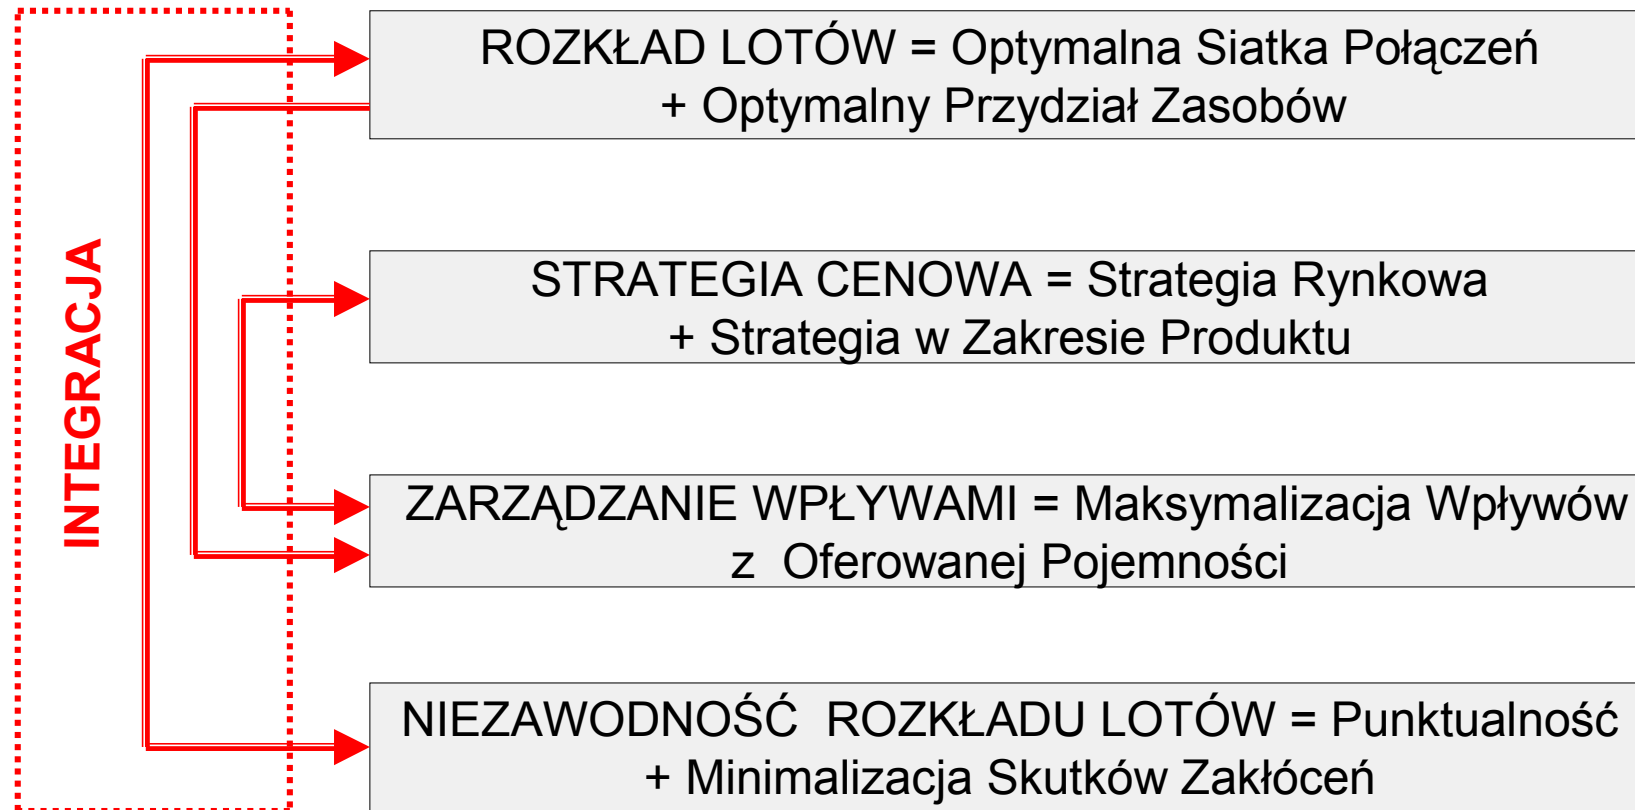 INTEGRACJA
ROZKŁAD LOTÓW = Optymalna Siatka Połączeń
+ Optymalny Przydział Zasobów
STRATEGIA CENOWA = Strategia Rynkowa
+ Strategia w Zakresie Produktu
ZARZĄDZANIE WPŁYWAMI = Maksymalizacja Wpływów
z Oferowanej Pojemności
NIEZAWODNOŚĆ ROZKŁADU LOTÓW = Punktualność
+ Minimalizacja Skutków Zakłóceń